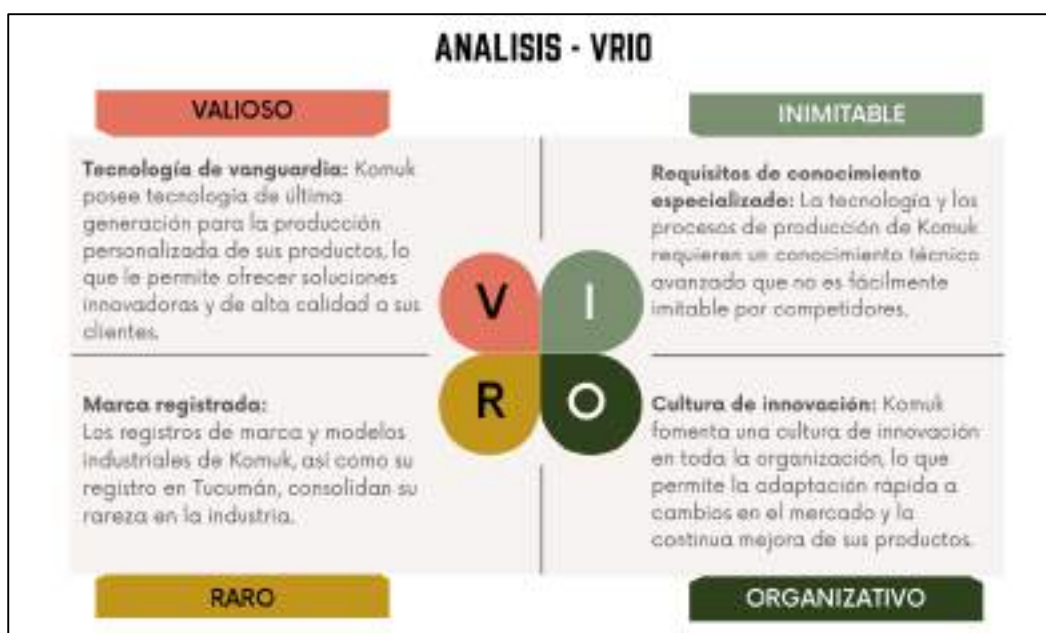 ANALISIS - VRIO
VALIOSO
Tecnología de vanguardia: Komuk
posee tecnología de última
generación para la producción
personalizada de sus productos, lo
que le permite ofrecer soluciones
innovadoras y de alta calidad a sus
clientes.
INIMITABLE
Requisitos de conocimiento
especializado: La tecnología y los
procesos de producción de Komuk
requieren un conocimiento técnico
avanzado que no es fácilmente
imitable por competidores.
V
I
R
O
Marca registrada:
Los registros de marca y modelos
industriales de Komuk, así como su
registro en Tucumán, consolidan su
rareza en la industria.
RARO
Cultura de innovación: Komuk
fomenta una cultura de innovación
en toda la organización, lo que
permite la adaptación rápida a
cambios en el mercado y la
continua mejora de sus productos.
ORGANIZATIVO